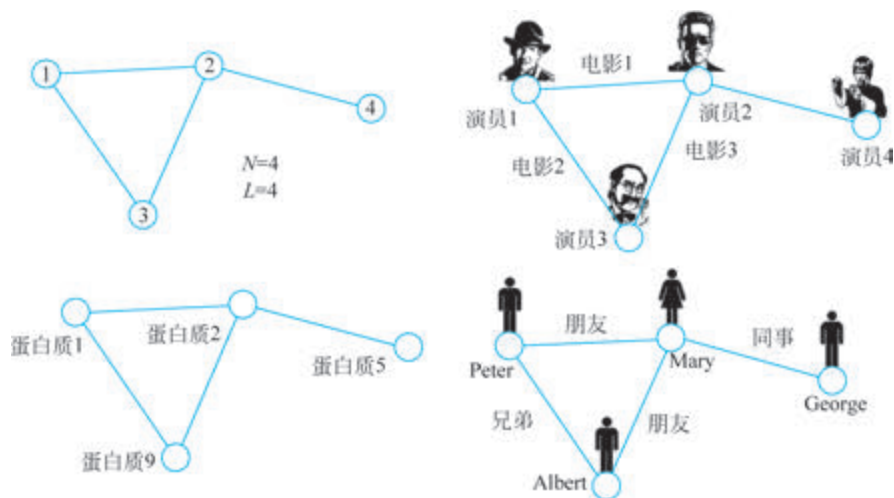 1
2
4
3
N=4
L=4
电影1
演员1
演员2
电影2
电影3
演员4
演员3
蛋白质1
蛋白质2
蛋白质5
蛋白质9
朋友
Peter
Mary
同事
George
兄弟
朋友
Albert